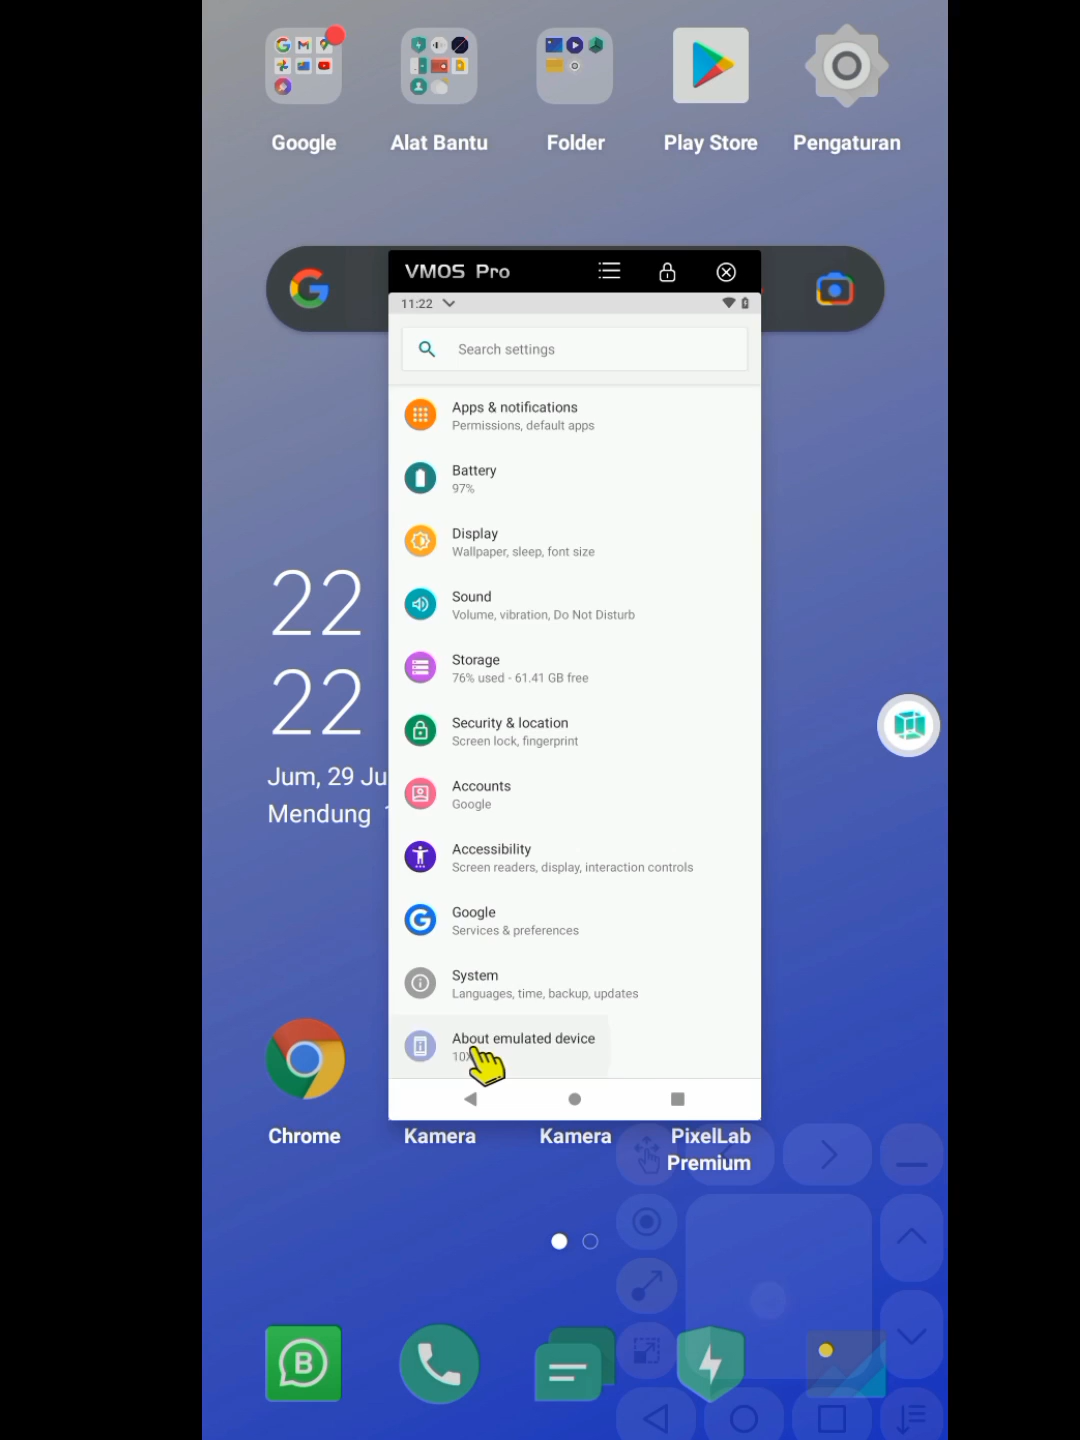 Google
Alat Bantu
Folder
Play Store
Pengaturan
VMOS Pro
11:22
Search settings
Apps & notifications
Permissions, default apps
Battery
97%
Display
Wallpaper, sleep, font size
Sound
Volume, vibration, Do Not Disturb
Storage
76% used - 61.41 GB free
Security & location
Screen lock, fingerprint
Accounts
Google
Accessibility
Screen readers, display, interaction controls
Google
Services & preferences
System
Languages, time, backup, updates
About emulated device
22
22
Jum, 29 Ju
Mendung
Chrome
Kamera
Kamera
PixelLab
Premium
B